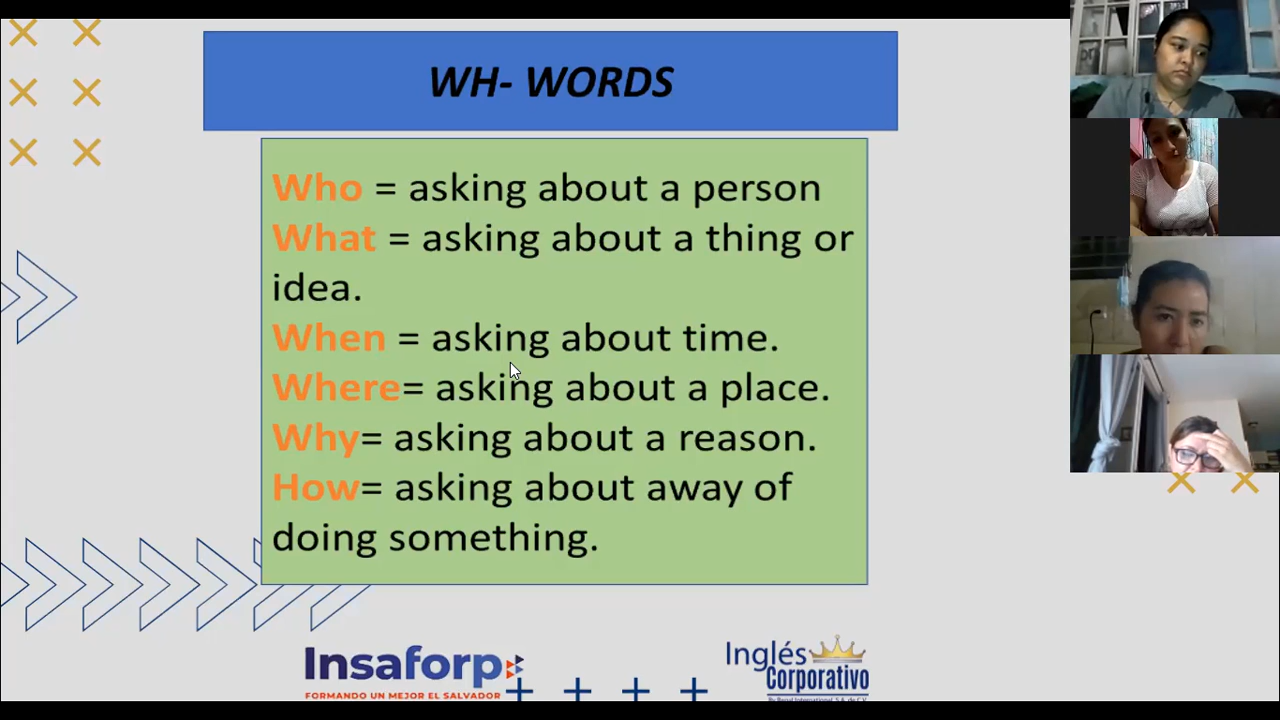 WH- WORDS
Who = asking about a person
What = asking about a thing or
idea.
When = asking about time.
Where= asking about a place.
Why= asking about a reason.
How= asking about away of
doing something.
Insaforp
FORMANDO UN MEJOR EL SALVADOR
Inglés
Corporativo